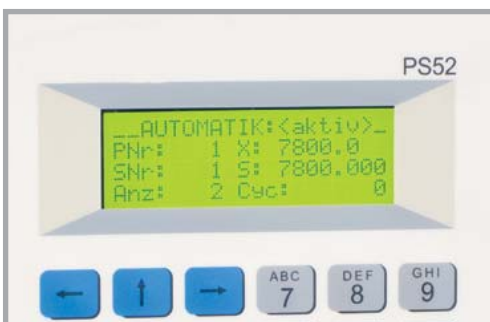 PS52
__AUTOMATIK:<aktiv>_
PNr: 1 X: 7800.0
SNr: 1 S: 7800.000
Anz: 2 Cyc: 0
← ↑ → ABC 7 DEF 8 GHI 9